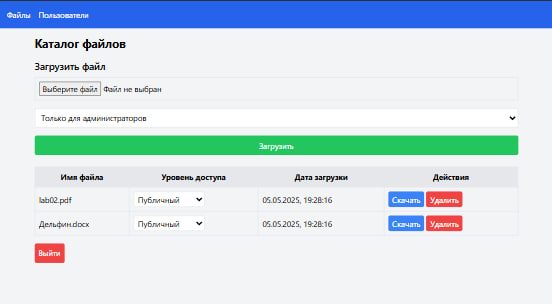 Файлы Пользователи
Каталог файлов
Загрузить файл
Выберите файл Файл не выбран
Только для администраторов
Загрузить
Имя файла Уровень доступа Дата загрузки Действия
lab02.pdf Публичный 05.05.2025, 19:28:16 Скачать Удалить
Дельфин.docx Публичный 05.05.2025, 19:28:16 Скачать Удалить
Выйти